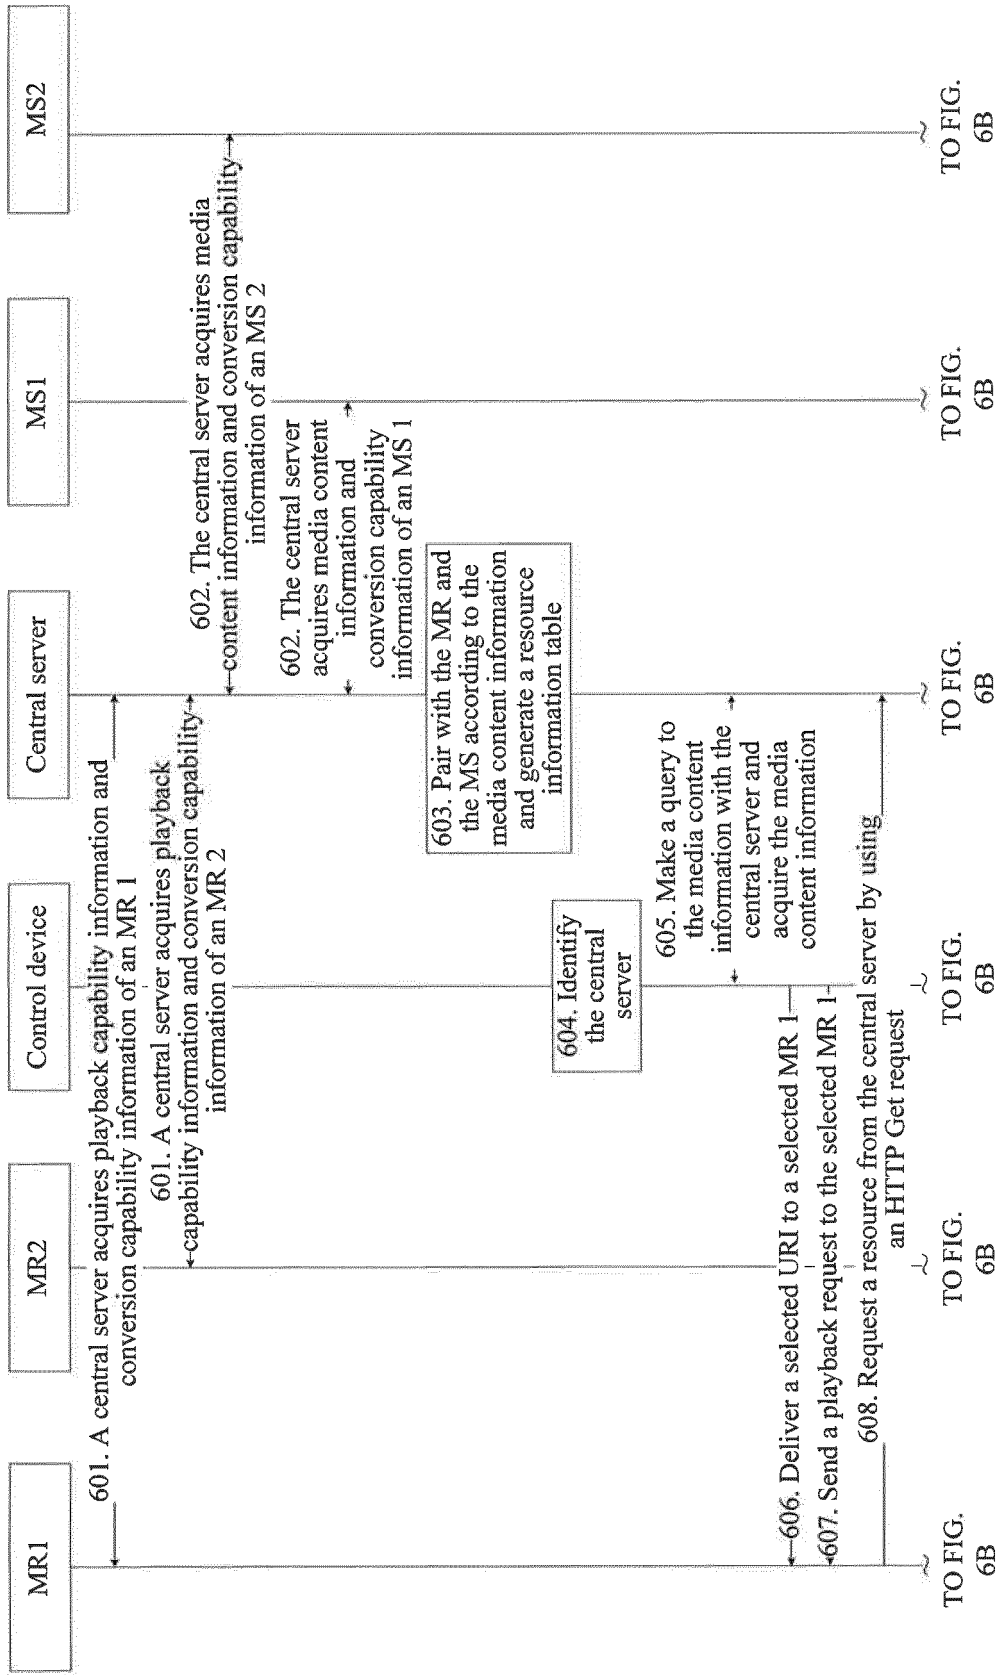 MR1
MR2
Control device
Central server
MS1
MS2
601. A central server acquires playback capability information and
conversion capability information of an MR 1
601. A central server acquires playback
capability information and conversion capability
information of an MR 2
602. The central server acquires media
content information and conversion capability
information of an MS 2
602. The central server
acquires media content
information and
conversion capability
information of an MS 1
603. Pair with the MR and
the MS according to the
media content information
and generate a resource
information table
604. Identify
the central
server
605. Make a query to
the media content
information with the
central server and
acquire the media
content information
606. Deliver a selected URI to a selected MR 1
607. Send a playback request to the selected MR 1
608. Request a resource from the central server by using
an HTTP Get request
TO FIG.
6B
TO FIG.
6B
TO FIG.
6B
TO FIG.
6B
TO FIG.
6B
TO FIG.
6B